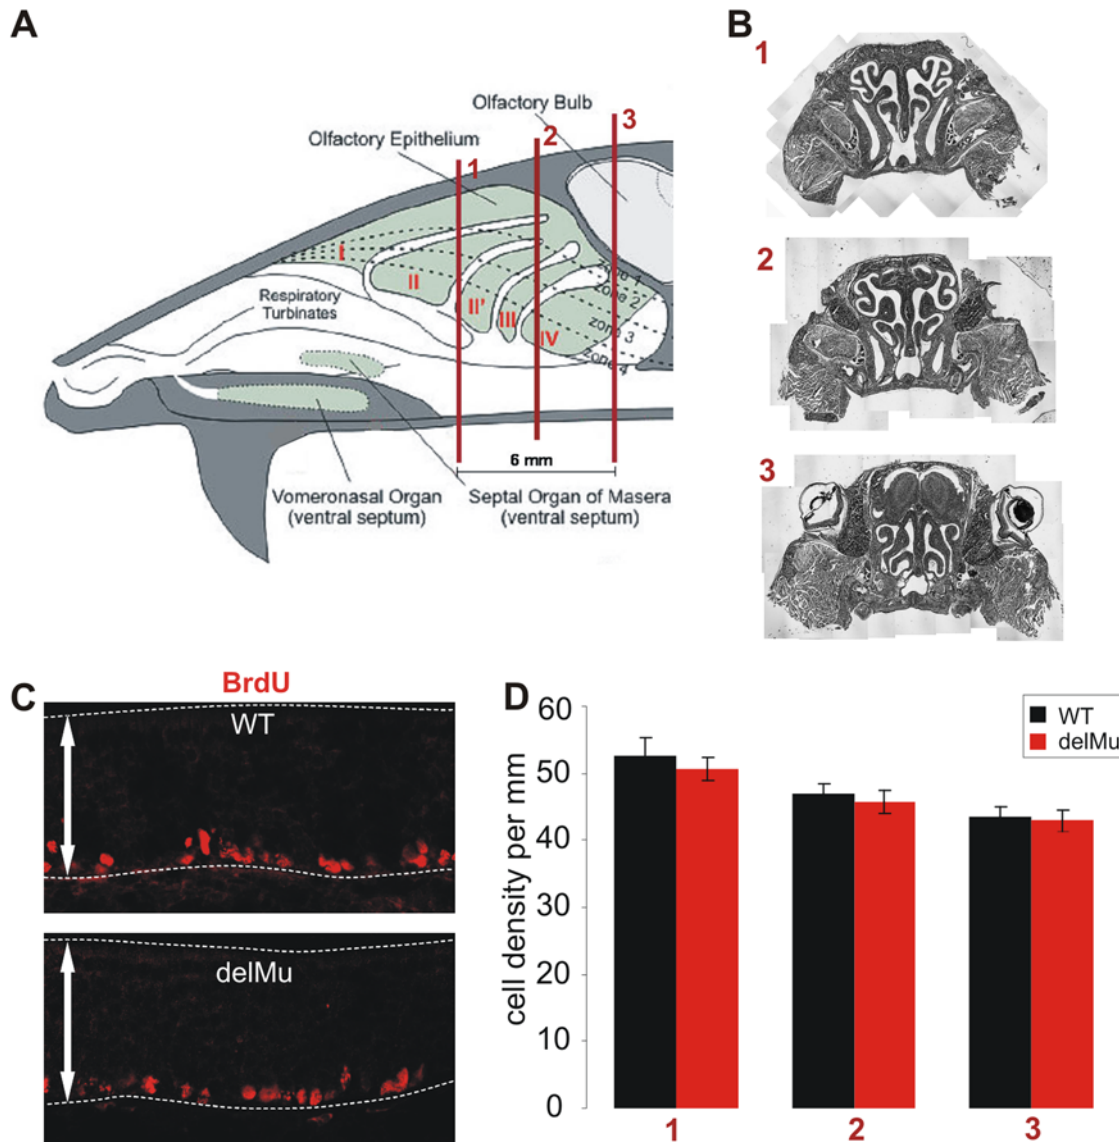 A
Olfactory Bulb
Olfactory Epithelium
1
2
3
I
II
II'
III
IV
zone 1
zone 2
zone 3
zone 4
Respiratory
Turbinates
6 mm
Vomeronasal Organ
(ventral septum)
Septal Organ of Masera
(ventral septum)
B
1
2
3
C
BrdU
WT
delMu
D
WT
delMu
cell density per mm
60
50
40
30
20
10
0
1
2
3